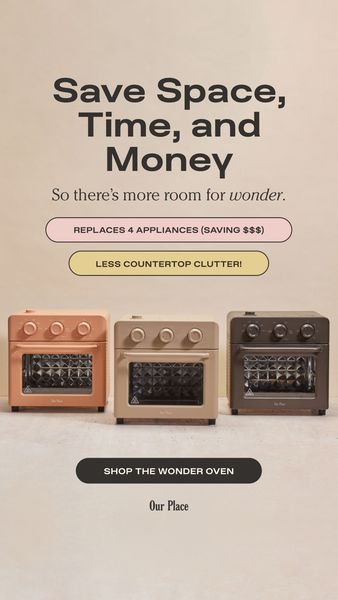 Save Space,
Time, and
Money
So there's more room for wonder.
REPLACES 4 APPLIANCES (SAVING $$$)
LESS COUNTERTOP CLUTTER!
SHOP THE WONDER OVEN
Our Place